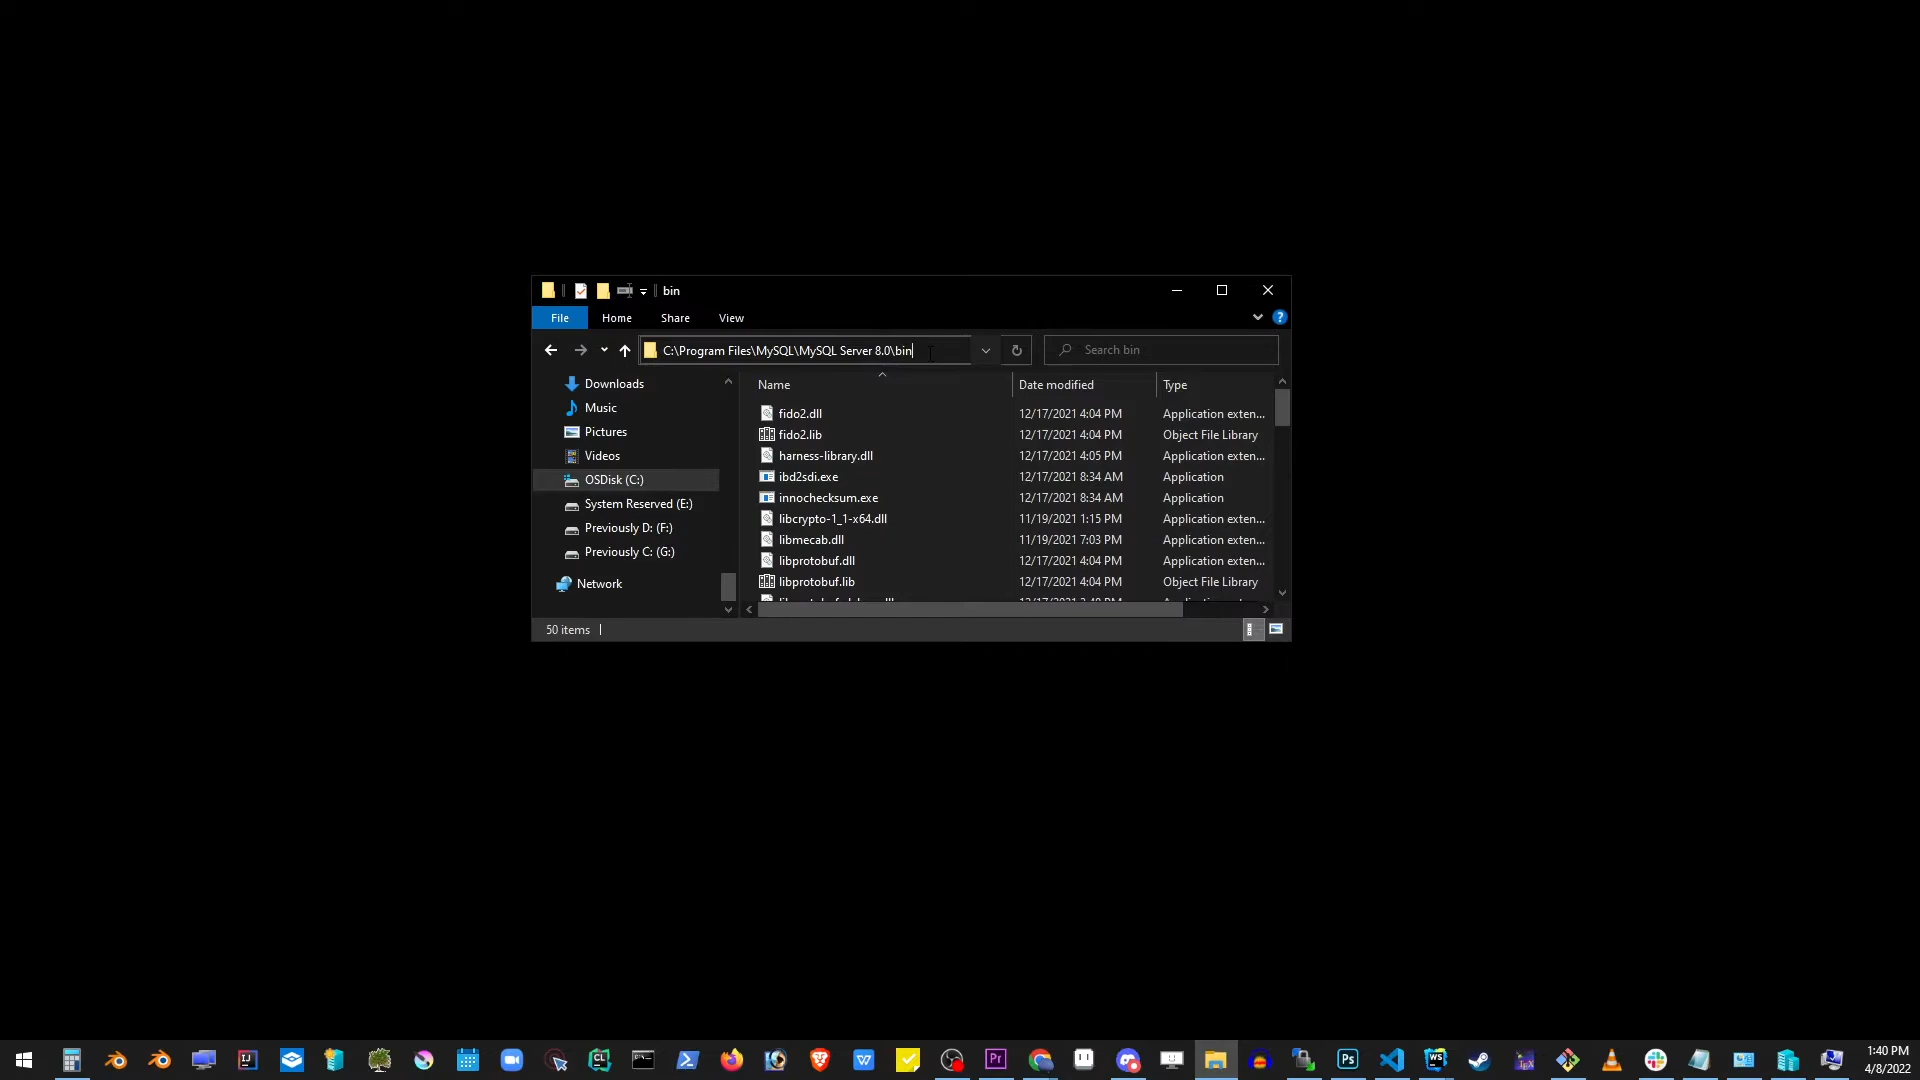 bin
File Home Share View
C:\Program Files\MySQL\MySQL Server 8.0\bin
Search bin
Name Date modified Type
Downloads
Music
Pictures
Videos
OSDisk (C:)
System Reserved (E:)
Previously D: (F:)
Previously C: (G:)
Network
fido2.dll 12/17/2021 4:04 PM Application exten...
fido2.lib 12/17/2021 4:04 PM Object File Library
harness-library.dll 12/17/2021 4:05 PM Application exten...
ibd2sdi.exe 12/17/2021 8:34 AM Application
innochecksum.exe 12/17/2021 8:34 AM Application
libcrypto-1_1-x64.dll 11/19/2021 1:15 PM Application exten...
libmecab.dll 11/19/2021 7:03 PM Application exten...
libprotobuf.dll 12/17/2021 4:04 PM Application exten...
libprotobuf.lib 12/17/2021 4:04 PM Object File Library
50 items
1:40 PM
4/8/2022